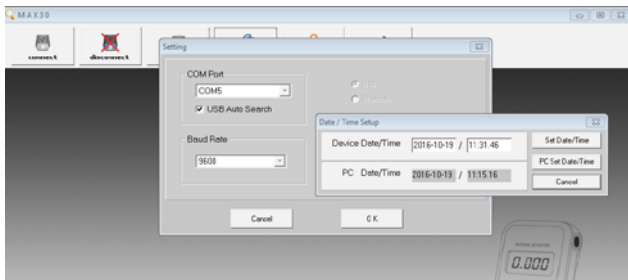 MAX30
connect
disconnect
Setting
COM Port
COM5
USB Auto Search
Baud Rate
9600
Cancel
OK
Date / Time Setup
Device Date/Time
2016-10-19 / 11:31.46
Set Date/Time
PC Date/Time
2016-10-19 / 11:15.16
PC Set Date/Time
Cancel
0.000